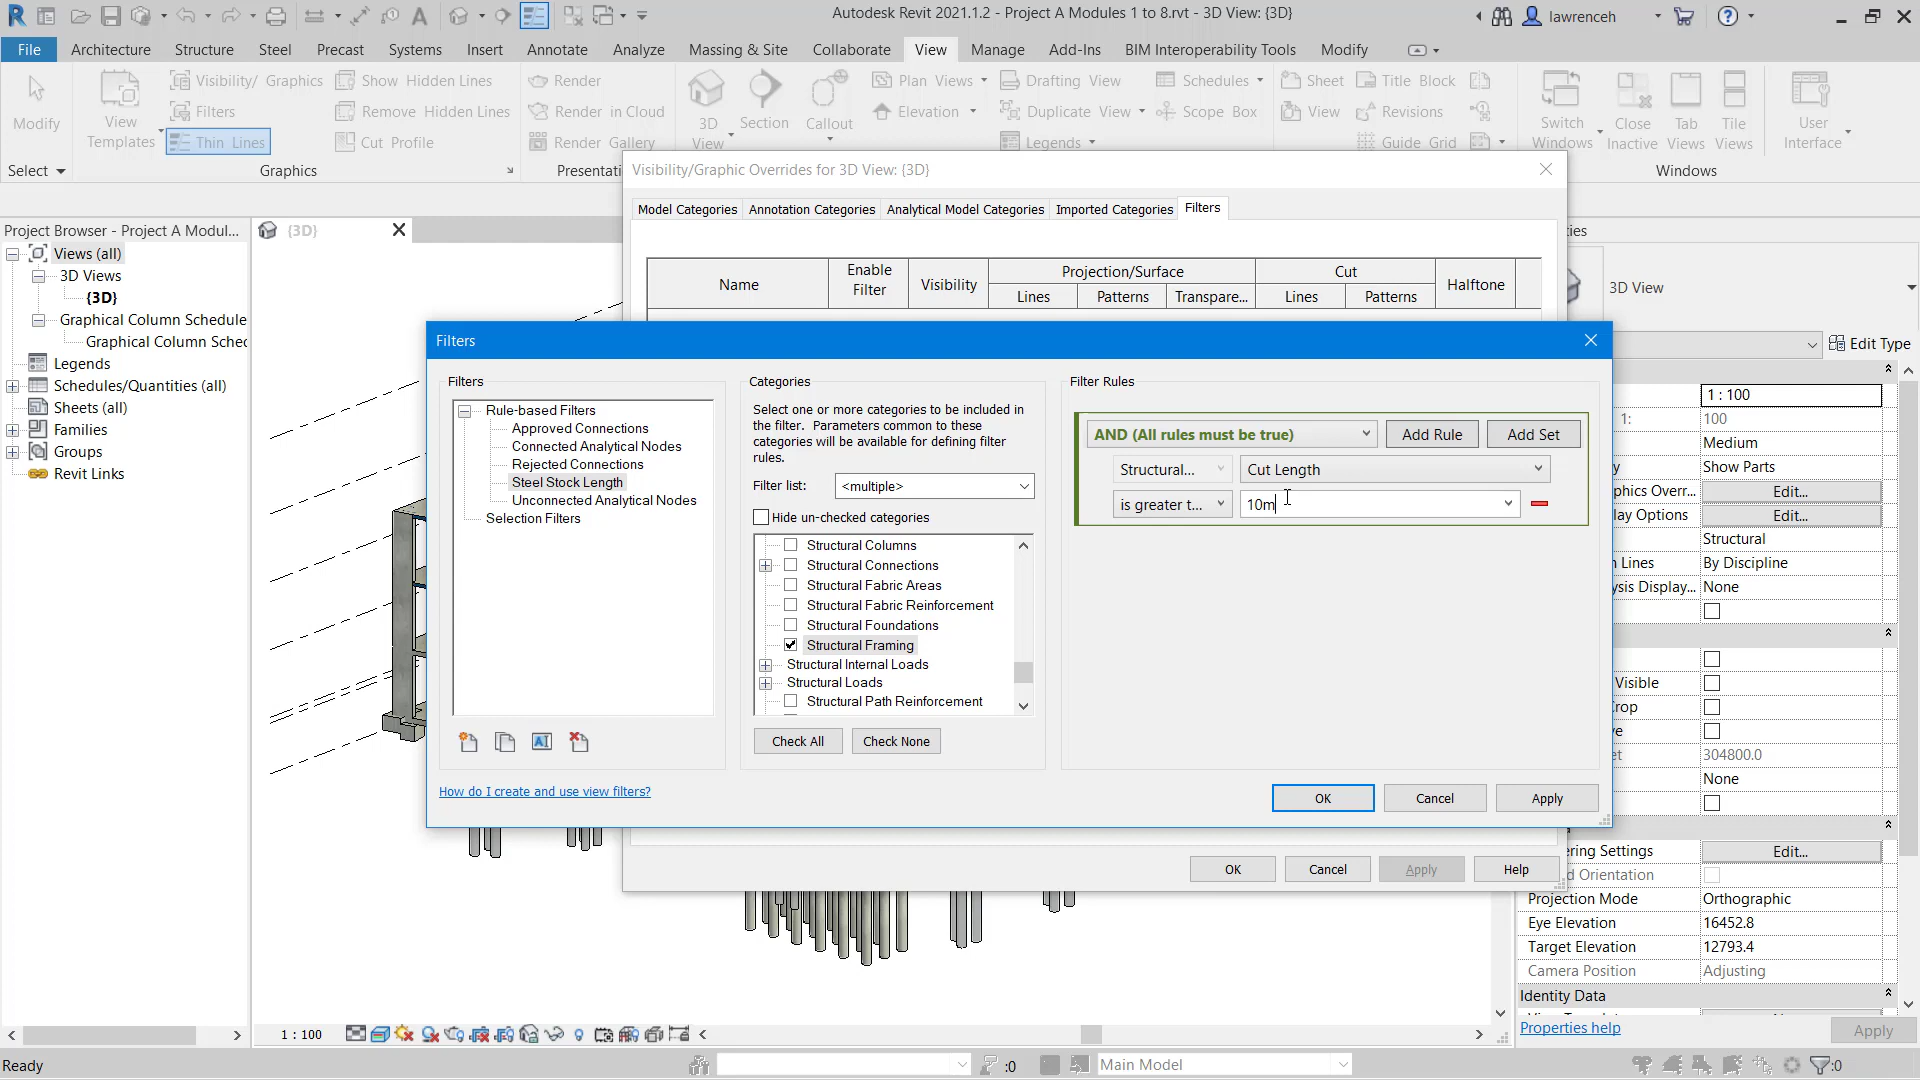 Autodesk Revit 2021.1.2 - Project A Modules 1 to 8.rvt - 3D View: {3D}
lawrenceh
File
Architecture
Structure
Steel
Precast
Systems
Insert
Annotate
Analyze
Massing & Site
Collaborate
View
Manage
Add-Ins
BIM Interoperability Tools
Modify
Modify
View Templates
Visibility/ Graphics
Filters
Thin Lines
Show Hidden Lines
Remove Hidden Lines
Cut Profile
Render
Render in Cloud
Render Gallery
3D View
Section
Callout
Plan Views
Elevation
Drafting View
Duplicate View
Legends
Schedules
Scope Box
Sheet
View
Title Block
Revisions
Guide Grid
Switch Windows
Close Inactive
Tab Views
Tile Views
User Interface
Select
Graphics
Presentati
Windows
Project Browser - Project A Modul...
Views (all)
3D Views
{3D}
Graphical Column Schedule
Graphical Column Sched
Legends
Schedules/Quantities (all)
Sheets (all)
Families
Groups
Revit Links
{3D}
Visibility/Graphic Overrides for 3D View: {3D}
Model Categories
Annotation Categories
Analytical Model Categories
Imported Categories
Filters
Name
Enable Filter
Visibility
Projection/Surface
Cut
Halftone
Lines
Patterns
Transpare...
Lines
Patterns
Filters
Filters
Rule-based Filters
Approved Connections
Connected Analytical Nodes
Rejected Connections
Steel Stock Length
Unconnected Analytical Nodes
Selection Filters
How do I create and use view filters?
Categories
Select one or more categories to be included in
the filter. Parameters common to these
categories will be available for defining filter
rules.
Filter list:
<multiple>
Hide un-checked categories
Structural Columns
Structural Connections
Structural Fabric Areas
Structural Fabric Reinforcement
Structural Foundations
Structural Framing
Structural Internal Loads
Structural Loads
Structural Path Reinforcement
Check All
Check None
Filter Rules
AND (All rules must be true)
Add Rule
Add Set
Structural...
Cut Length
is greater t...
10m
OK
Cancel
Apply
OK
Cancel
Apply
Help
ies
3D View
Edit Type
1 : 100
1: 100
Medium
y Show Parts
phics Overr... Edit...
lay Options Edit...
Structural
n Lines By Discipline
ysis Display... None
Visible
rop
e
et 304800.0
None
ering Settings Edit...
d Orientation
Projection Mode Orthographic
Eye Elevation 16452.8
Target Elevation 12793.4
Camera Position Adjusting
Identity Data
Properties help
Apply
1 : 100
Ready
:0
Main Model
:0